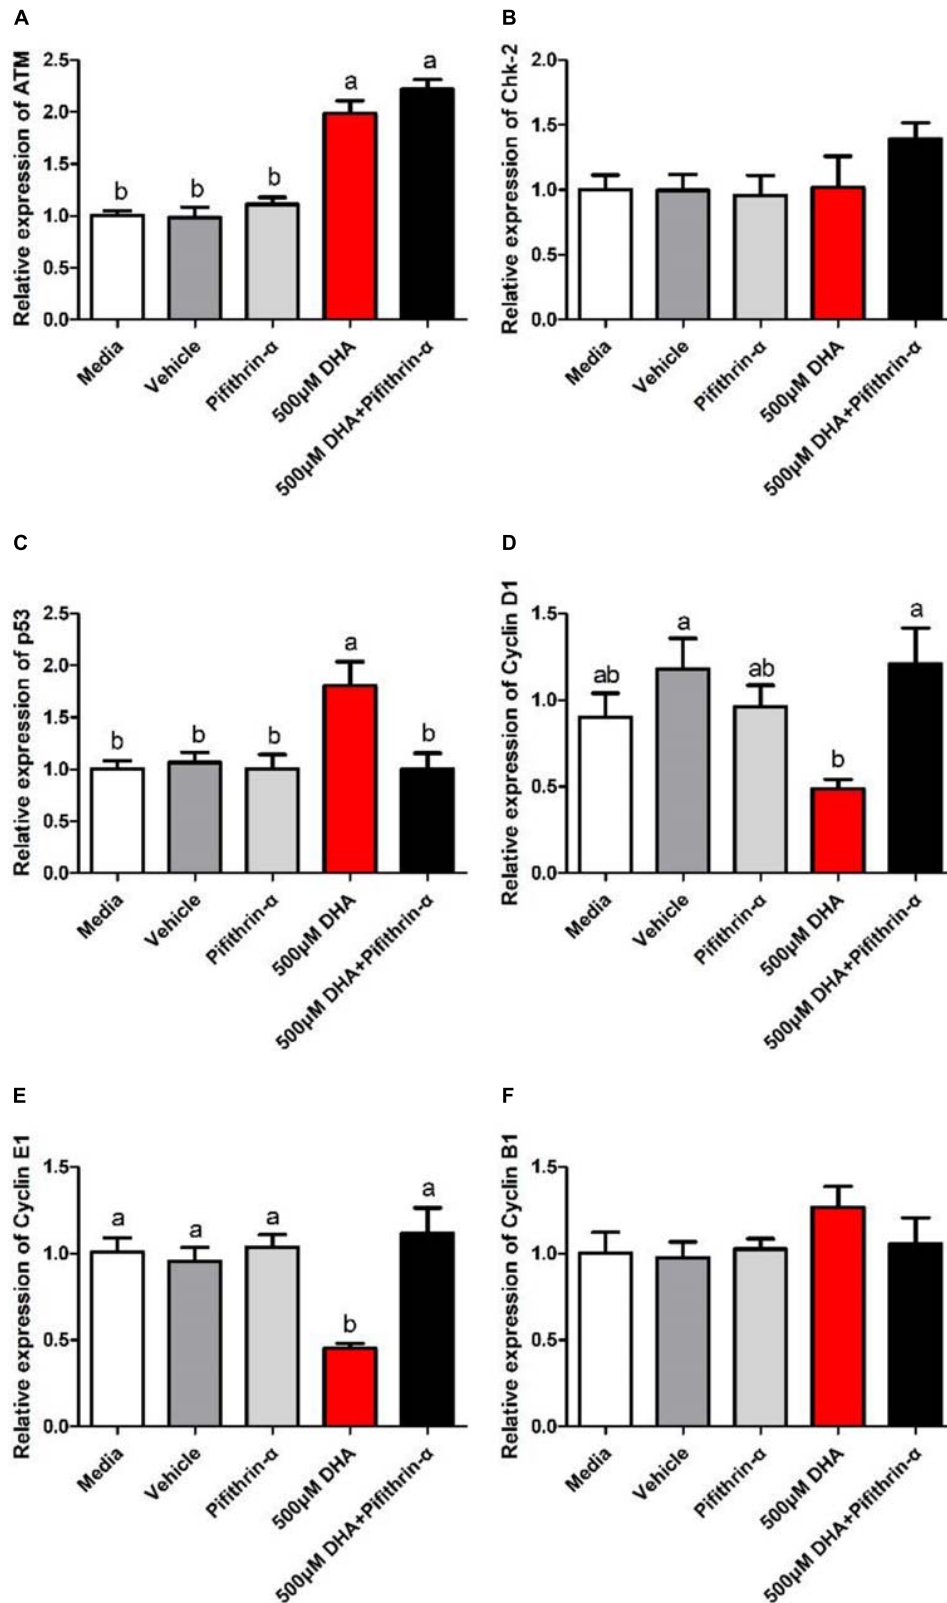 A
Relative expression of ATM
2.5
2.0
1.5
1.0
0.5
0.0
b
b
b
a
a
Media
Vehicle
Pifithrin-α
500µM DHA
500µM DHA+Pifithrin-α
B
Relative expression of Chk-2
2.0
1.5
1.0
0.5
0.0
Media
Vehicle
Pifithrin-α
500µM DHA
500µM DHA+Pifithrin-α
C
Relative expression of p53
2.5
2.0
1.5
1.0
0.5
0.0
b
b
b
a
b
Media
Vehicle
Pifithrin-α
500µM DHA
500µM DHA+Pifithrin-α
D
Relative expression of Cyclin D1
1.5
1.0
0.5
0.0
ab
a
ab
b
a
Media
Vehicle
Pifithrin-α
500µM DHA
500µM DHA+Pifithrin-α
E
Relative expression of Cyclin E1
1.5
1.0
0.5
0.0
a
a
a
b
a
Media
Vehicle
Pifithrin-α
500µM DHA
500µM DHA+Pifithrin-α
F
Relative expression of Cyclin B1
1.5
1.0
0.5
0.0
Media
Vehicle
Pifithrin-α
500µM DHA
500µM DHA+Pifithrin-α